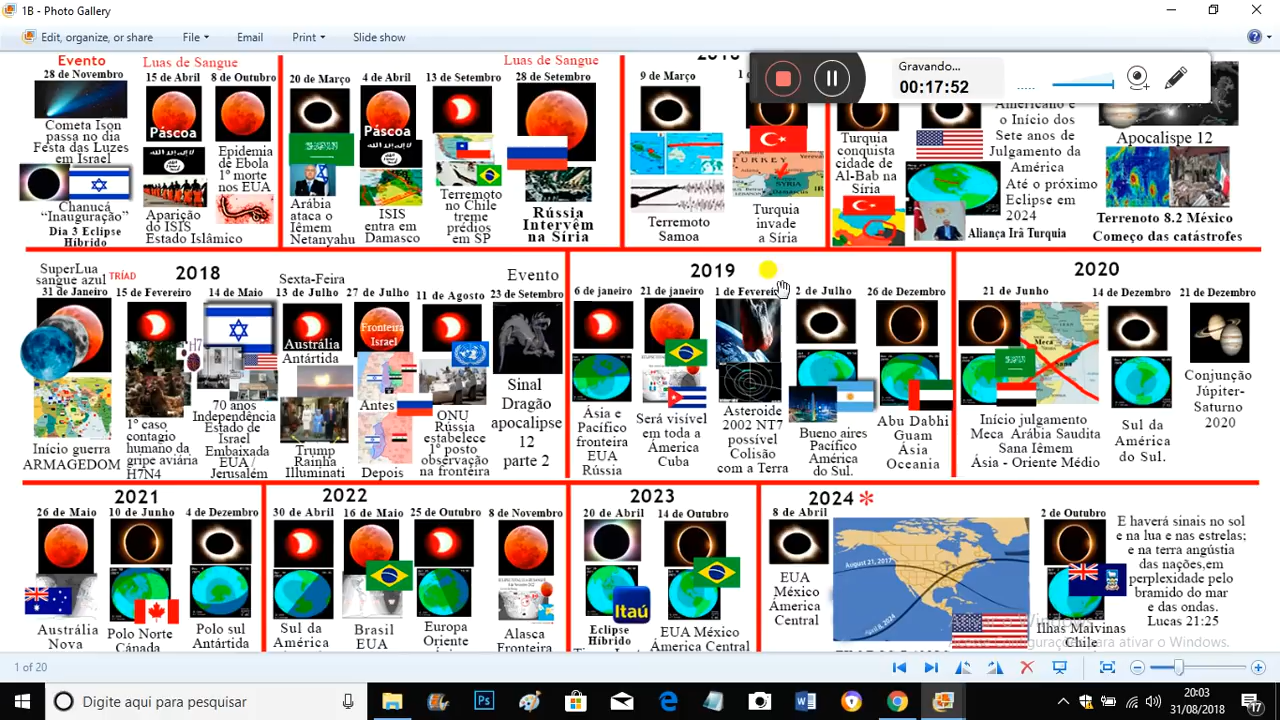 1B - Photo Gallery
Edit, organize, or share
File
Email
Print
Slide show
Gravando...
00:17:52
Evento
28 de Novembro
Cometa Ison
passa no dia
Festa das Luzes
em Israel
Chanucá
“Inauguração”
Dia 3 Eclipse
Híbrido
Luas de Sangue
15 de Abril
8 de Outubro
Páscoa
Aparição
do ISIS
Estado Islâmico
Epidemia
de Ebola
1º morte
nos EUA
20 de Março
4 de Abril
Páscoa
13 de Setembro
Luas de Sangue
28 de Setembro
Arábia
ataca o
Iêmem
Netanyahu
ISIS
entra em
Damasco
Terremoto
no Chile
treme
prédios
em SP
Rússia
Intervém
na Síria
9 de Março
Terremoto
Samoa
TURKEY
SYRIA
Turquia
invade
a Síria
Turquia
conquista
cidade de
Al-Bab na
Síria
Americano e
o Início dos
Sete anos de
Julgamento da
América
Até o próximo
Eclipse em
2024
Aliança Irã Turquia
Apocalispe 12
Terrenoto 8.2 México
Começo das catástrofes
2018
SuperLua
sangue azul
TRÍAD
31 de Janeiro
Início guerra
ARMAGEDOM
15 de Fevereiro
H7
1º caso
contagio
humano da
gripe aviária
H7N4
14 de Maio
70 anos
Independência
Estado de
Israel
Embaixada
EUA /
Jerusalém
Sexta-Feira
13 de Julho
Austrália
Antártida
Trump
Rainha
Illuminati
27 de Julho
Fronteira
Israel
Antes
Depois
11 de Agosto
ONU
Rússia
estabelece
1º posto
observação
na fronteira
Evento
23 de Setembro
Sinal
Dragão
apocalipse
12
parte 2
2019
6 de janeiro
Ásia e
Pacífico
fronteira
EUA
Rússia
21 de janeiro
Será visível
em toda a
América
Cuba
1 de Fevereiro
Asteroide
2002 NT7
possível
Colisão
com a Terra
2 de Julho
Bueno aires
Pacífico
América
do Sul.
26 de Dezembro
Abu Dabhi
Guam
Ásia
Oceania
2020
21 de Junho
Meca
IRAN
Início julgamento
Meca Arábia Saudita
Sana Iêmem
Ásia - Oriente Médio
14 de Dezembro
Sul da
América
do Sul.
21 de Dezembro
Conjunção
Júpiter-
Saturno
2020
2021
26 de Maio
Austrália
Nova
10 de Junho
Polo Norte
Cánada
4 de Dezembro
Polo sul
Antártida
2022
30 de Abril
Sul da
América
16 de Maio
Brasil
EUA
25 de Outubro
Europa
Oriente
8 de Novembro
Alasca
Fronteira
2023
20 de Abril
Itaú
Eclipse
Híbrido
14 de Outubro
EUA México
América Central
2024 *
8 de Abril
EUA
México
América
Central
August 21, 2017
April 8, 2024
2 de Outubro
Ilhas Malvinas
Chile
E haverá sinais no sol
e na lua e nas estrelas;
e na terra angústia
das nações,em
perplexidade pelo
bramido do mar
e das ondas.
Lucas 21:25
para ativar o Windows.
1 of 20
Digite aqui para pesquisar
20:03
31/08/2018
17